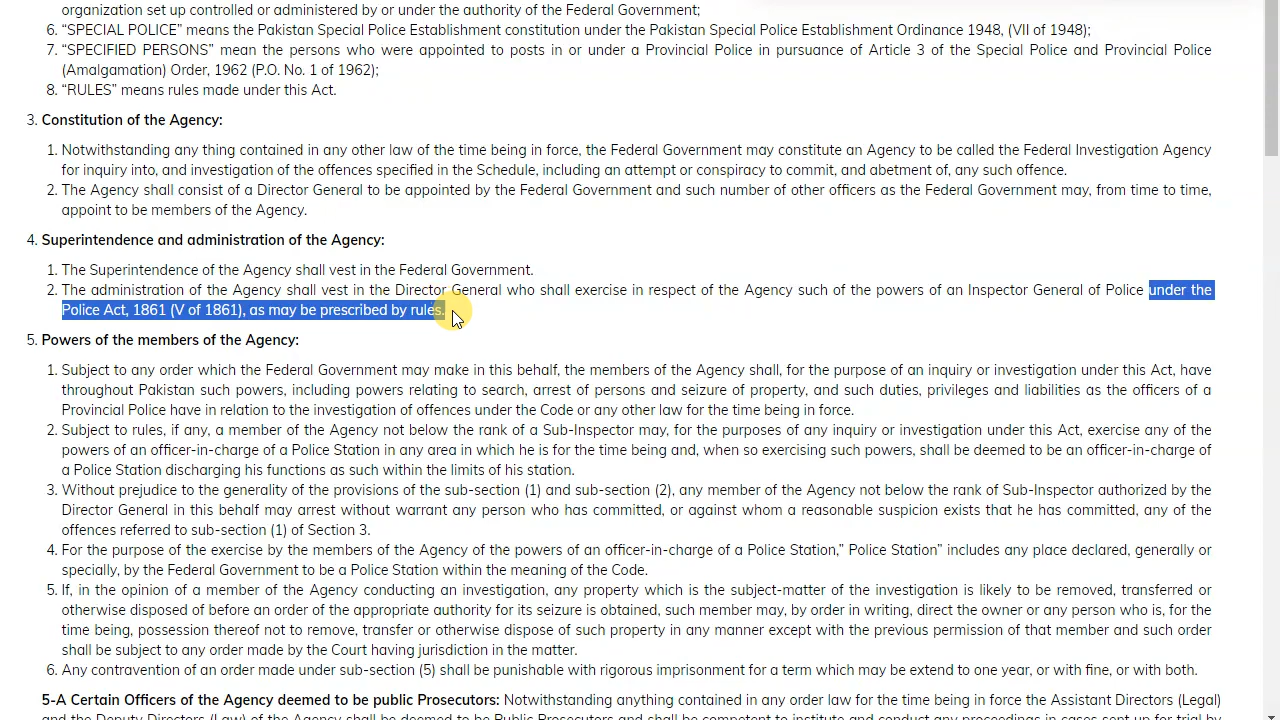 organization set up controlled or administered by or under the authority of the Federal Government;
6. “SPECIAL POLICE” means the Pakistan Special Police Establishment constitution under the Pakistan Special Police Establishment Ordinance 1948, (VII of 1948);
7. “SPECIFIED PERSONS” mean the persons who were appointed to posts in or under a Provincial Police in pursuance of Article 3 of the Special Police and Provincial Police
(Amalgamation) Order, 1962 (P.O. No. 1 of 1962);
8. “RULES” means rules made under this Act.
3. Constitution of the Agency:
1. Notwithstanding any thing contained in any other law of the time being in force, the Federal Government may constitute an Agency to be called the Federal Investigation Agency
for inquiry into, and investigation of the offences specified in the Schedule, including an attempt or conspiracy to commit, and abetment of, any such offence.
2. The Agency shall consist of a Director General to be appointed by the Federal Government and such number of other officers as the Federal Government may, from time to time,
appoint to be members of the Agency.
4. Superintendence and administration of the Agency:
1. The Superintendence of the Agency shall vest in the Federal Government.
2. The administration of the Agency shall vest in the Director General who shall exercise in respect of the Agency such of the powers of an Inspector General of Police under the
Police Act, 1861 (V of 1861), as may be prescribed by rules.
5. Powers of the members of the Agency:
1. Subject to any order which the Federal Government may make in this behalf, the members of the Agency shall, for the purpose of an inquiry or investigation under this Act, have
throughout Pakistan such powers, including powers relating to search, arrest of persons and seizure of property, and such duties, privileges and liabilities as the officers of a
Provincial Police have in relation to the investigation of offences under the Code or any other law for the time being in force.
2. Subject to rules, if any, a member of the Agency not below the rank of a Sub-Inspector may, for the purposes of any inquiry or investigation under this Act, exercise any of the
powers of an officer-in-charge of a Police Station in any area in which he is for the time being and, when so exercising such powers, shall be deemed to be an officer-in-charge of
a Police Station discharging his functions as such within the limits of his station.
3. Without prejudice to the generality of the provisions of the sub-section (1) and sub-section (2), any member of the Agency not below the rank of Sub-Inspector authorized by the
Director General in this behalf may arrest without warrant any person who has committed, or against whom a reasonable suspicion exists that he has committed, any of the
offences referred to sub-section (1) of Section 3.
4. For the purpose of the exercise by the members of the Agency of the powers of an officer-in-charge of a Police Station,” Police Station” includes any place declared, generally or
specially, by the Federal Government to be a Police Station within the meaning of the Code.
5. If, in the opinion of a member of the Agency conducting an investigation, any property which is the subject-matter of the investigation is likely to be removed, transferred or
otherwise disposed of before an order of the appropriate authority for its seizure is obtained, such member may, by order in writing, direct the owner or any person who is, for the
time being, possession thereof not to remove, transfer or otherwise dispose of such property in any manner except with the previous permission of that member and such order
shall be subject to any order made by the Court having jurisdiction in the matter.
6. Any contravention of an order made under sub-section (5) shall be punishable with rigorous imprisonment for a term which may be extend to one year, or with fine, or with both.
5-A Certain Officers of the Agency deemed to be public Prosecutors: Notwithstanding anything contained in any order law for the time being in force the Assistant Directors (Legal)
and the Deputy Directors (Law) of the Agency shall be deemed to be Public Prosecutors and shall be competent to institute and conduct any proceedings in cases sent up for trial by